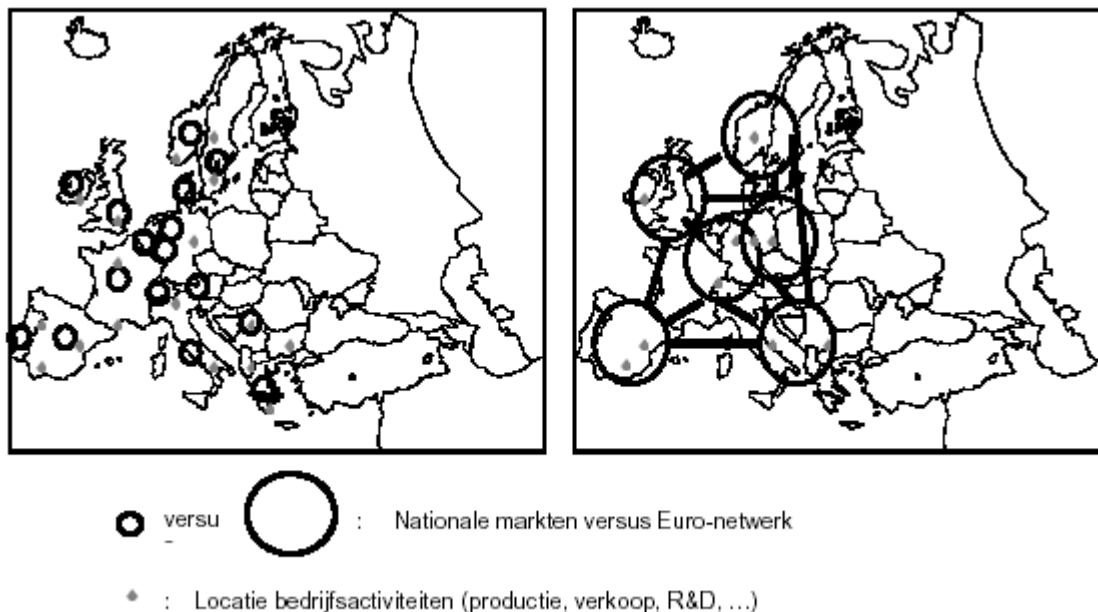 versu : Nationale markten versus Euro-netwerk
: Locatie bedrijfsactiviteiten (productie, verkoop, R&D, ...)